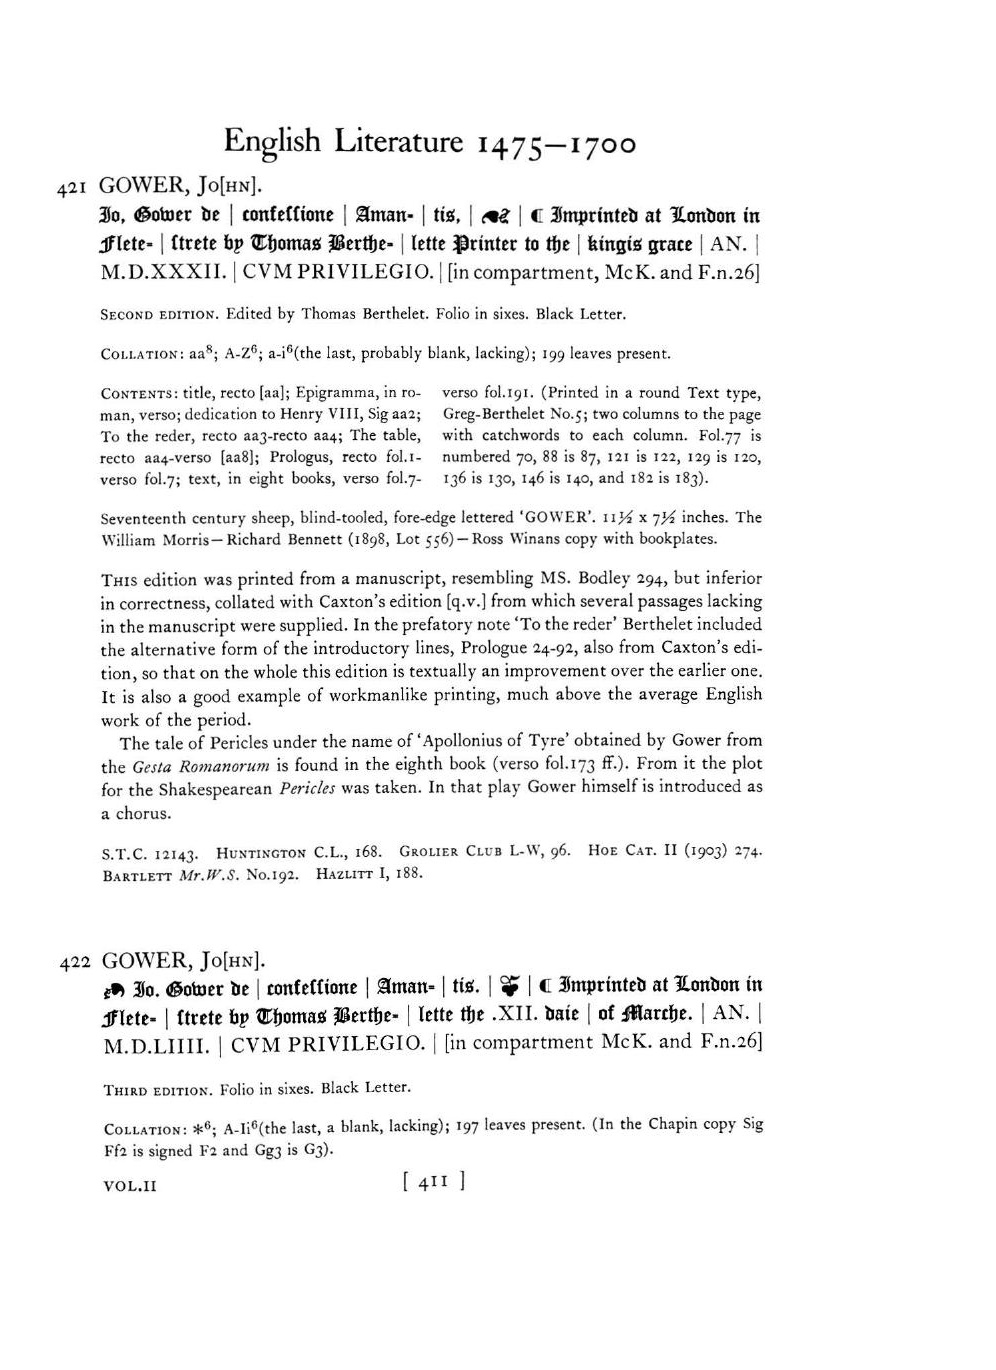 English Literature 1475–1700
421 GOWER, Jo[HN].
Jo, Gower de | confessione | Aman- | tis, | ❧ | ¶ Imprinted at London in
Flete- | strete by Thomas Berthe- | lette Printer to the | kingis grace | AN. |
M.D.XXXII. | CVM PRIVILEGIO. | [in compartment, McK. and F.n.26]
SECOND EDITION. Edited by Thomas Berthelet. Folio in sixes. Black Letter.
COLLATION: aa⁸; A-Z⁶; a-i⁶(the last, probably blank, lacking); 199 leaves present.
CONTENTS: title, recto [aa]; Epigramma, in ro-
man, verso; dedication to Henry VIII, Sig aa2;
To the reder, recto aa3-recto aa4; The table,
recto aa4-verso [aa8]; Prologus, recto fol.1-
verso fol.7; text, in eight books, verso fol.7-
verso fol.191. (Printed in a round Text type,
Greg-Berthelet No.5; two columns to the page
with catchwords to each column. Fol.77 is
numbered 70, 88 is 87, 121 is 122, 129 is 120,
136 is 130, 146 is 140, and 182 is 183).
Seventeenth century sheep, blind-tooled, fore-edge lettered 'GOWER'. 11½ x 7½ inches. The
William Morris—Richard Bennett (1898, Lot 556)—Ross Winans copy with bookplates.
THIS edition was printed from a manuscript, resembling MS. Bodley 294, but inferior
in correctness, collated with Caxton's edition [q.v.] from which several passages lacking
in the manuscript were supplied. In the prefatory note 'To the reder' Berthelet included
the alternative form of the introductory lines, Prologue 24-92, also from Caxton's edi-
tion, so that on the whole this edition is textually an improvement over the earlier one.
It is also a good example of workmanlike printing, much above the average English
work of the period.
The tale of Pericles under the name of 'Apollonius of Tyre' obtained by Gower from
the Gesta Romanorum is found in the eighth book (verso fol.173 ff.). From it the plot
for the Shakespearean Pericles was taken. In that play Gower himself is introduced as
a chorus.
S.T.C. 12143. HUNTINGTON C.L., 168. GROLIER CLUB L-W, 96. HOE CAT. II (1903) 274.
BARTLETT Mr.W.S. No.192. HAZLITT I, 188.
422 GOWER, Jo[HN].
❧ Jo. Gower de | confessione | Aman- | tis. | ❦ | ¶ Imprinted at London in
Flete- | strete by Thomas Berthe- | lette the .XII. daie | of Marche. | AN. |
M.D.LIIII. | CVM PRIVILEGIO. | [in compartment McK. and F.n.26]
THIRD EDITION. Folio in sixes. Black Letter.
COLLATION: *⁶; A-Ii⁶(the last, a blank, lacking); 197 leaves present. (In the Chapin copy Sig
Ff2 is signed F2 and Gg3 is G3).
VOL.II [ 411 ]